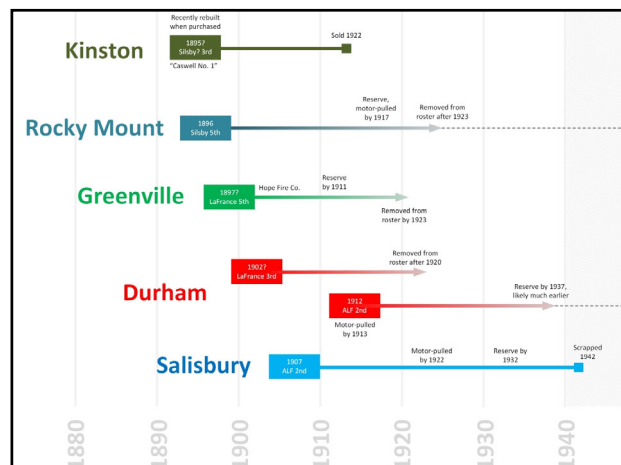 Recently rebuilt
when purchased
Kinston
1895?
Silsby? 3rd
Sold 1922
"Caswell No. 1"
Rocky Mount
1896
Silsby 5th
Reserve,
motor-pulled
by 1917
Removed from
roster after 1923
Greenville
1897?
LaFrance 5th
Hope Fire Co.
Reserve
by 1911
Removed from
roster by 1923
Durham
1902?
LaFrance 3rd
Removed from
roster after 1920
1912
ALF 2nd
Motor-pulled
by 1913
Reserve by 1937,
likely much earlier
Salisbury
1907
ALF 2nd
Motor-pulled
by 1922
Reserve by
1932
Scrapped
1942
1880
1890
1900
1910
1920
1930
1940